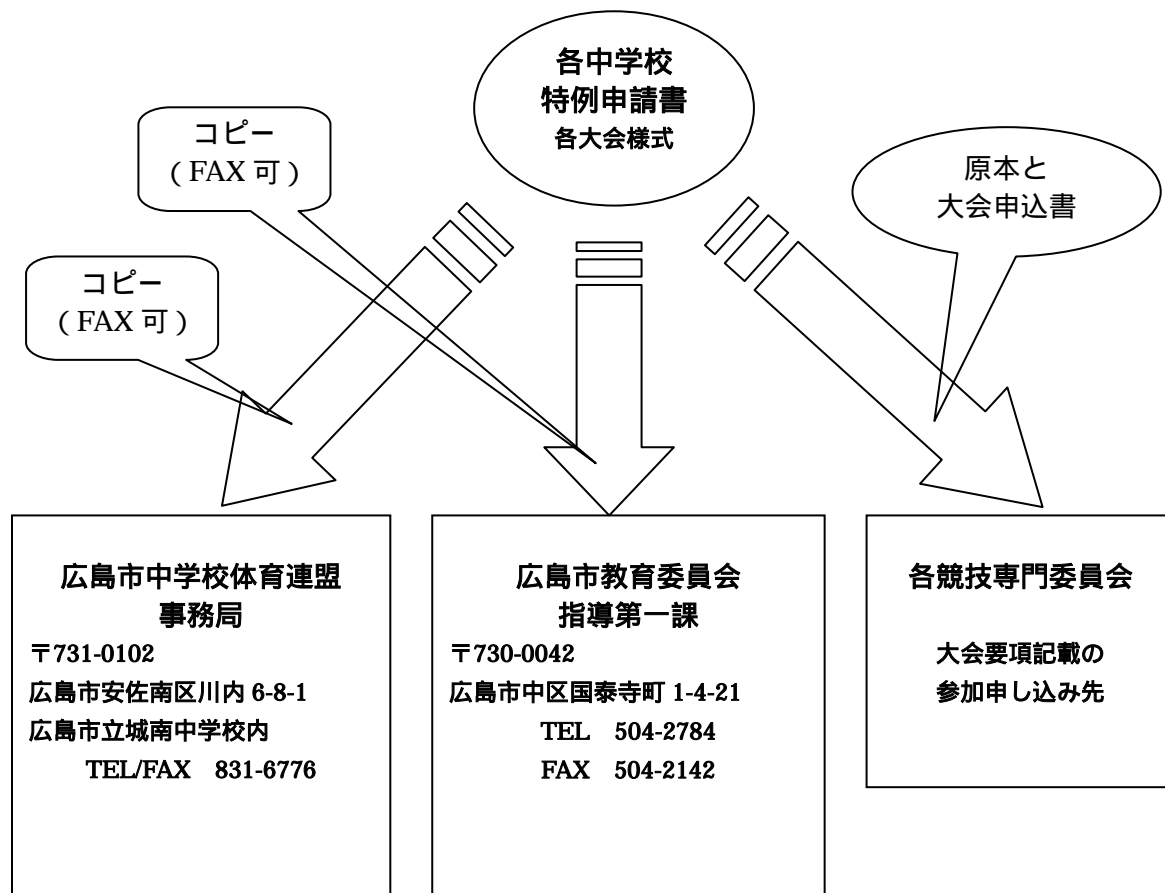 各中学校
特例申請書
各大会様式
コピー
（FAX 可）
原本と
大会申込書
コピー
（FAX 可）
広島市中学校体育連盟
事務局
〒731-0102
広島市安佐南区川内 6-8-1
広島市立城南中学校内
TEL/FAX　831-6776
広島市教育委員会
指導第一課
〒730-0042
広島市中区国泰寺町 1-4-21
TEL　504-2784
FAX　504-2142
各競技専門委員会
大会要項記載の
参加申し込み先